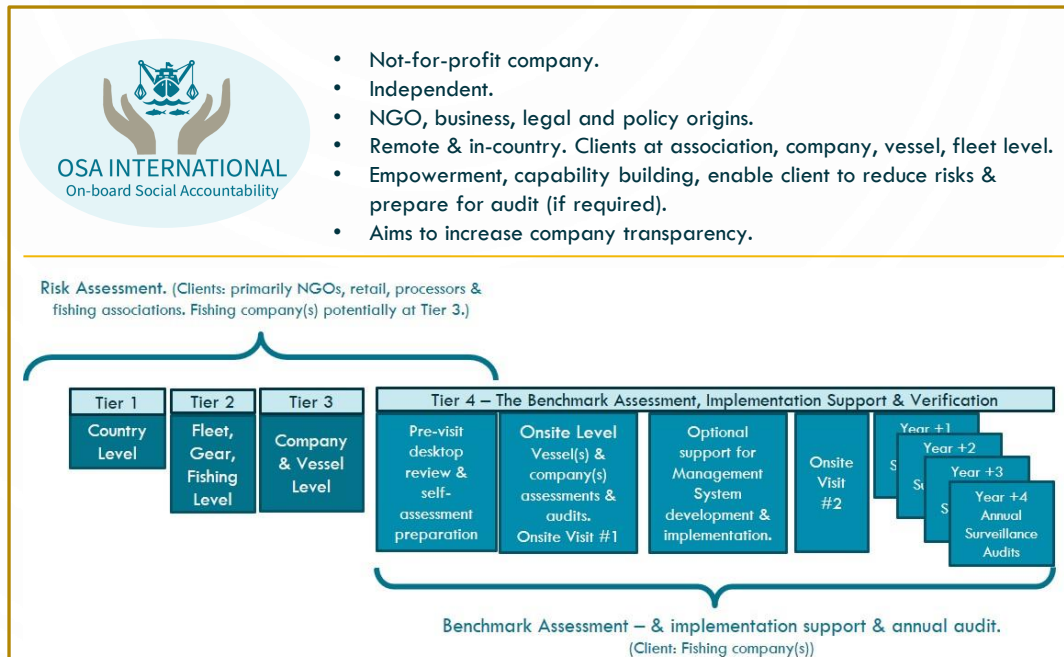 OSA INTERNATIONAL
On-board Social Accountability
• Not-for-profit company.
• Independent.
• NGO, business, legal and policy origins.
• Remote & in-country. Clients at association, company, vessel, fleet level.
• Empowerment, capability building, enable client to reduce risks &
prepare for audit (if required).
• Aims to increase company transparency.
Risk Assessment. (Clients: primarily NGOs, retail, processors &
fishing associations. Fishing company(s) potentially at Tier 3.)
Tier 1
Country
Level
Tier 2
Fleet,
Gear,
Fishing
Level
Tier 3
Company
& Vessel
Level
Tier 4 – The Benchmark Assessment, Implementation Support & Verification
Pre-visit
desktop
review &
self-
assessment
preparation
Onsite Level
Vessel(s) &
company(s)
assessments &
audits.
Onsite Visit #1
Optional
support for
Management
System
development &
implementation.
Onsite
Visit
#2
Year +1
Year +2
Year +3
Year +4
Annual
Surveillance
Audits
Benchmark Assessment – & implementation support & annual audit.
(Client: Fishing company(s))